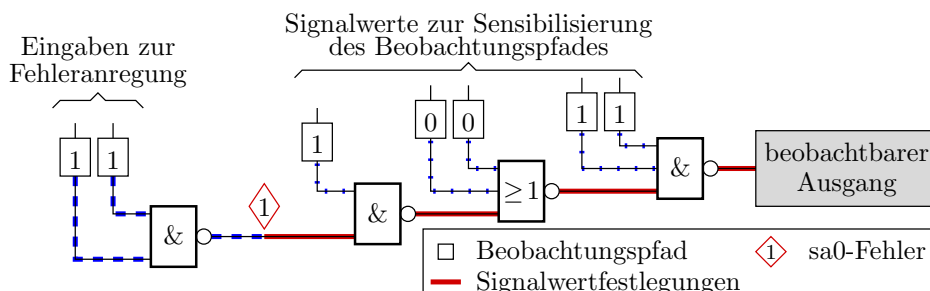 Signalwerte zur Sensibilisierung
des Beobachtungspfades
Eingaben zur
Fehleranregung
1 1
1
0 0
1 1
&
1
&
≥1
&
beobachtbarer
Ausgang
Beobachtungspfad
1 sa0-Fehler
Signalwertfestlegungen